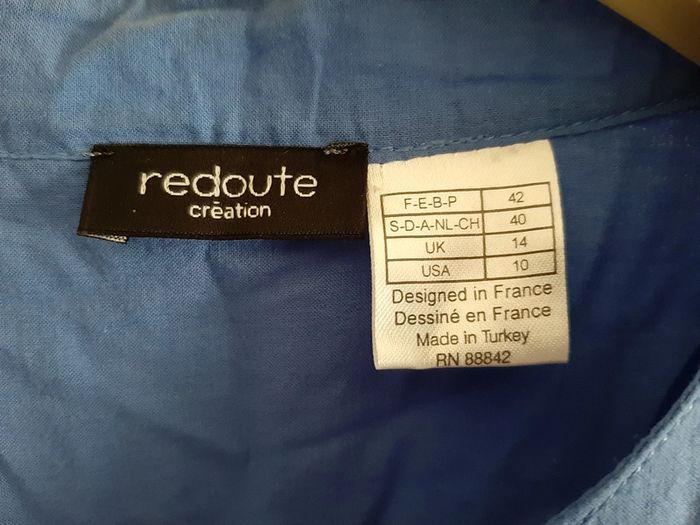 redoute
création
F-E-B-P 42
S-D-A-NL-CH 40
UK 14
USA 10
Designed in France
Dessiné en France
Made in Turkey
RN 88842